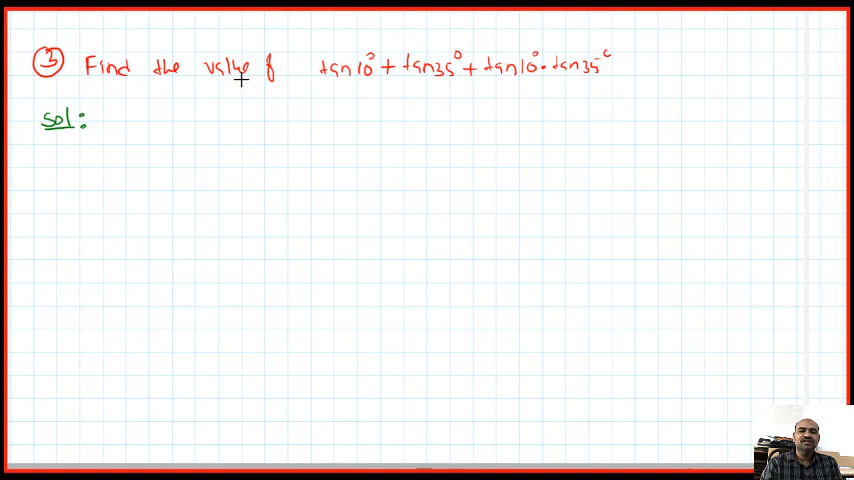 ③ Find the value of tan10° + tan35° + tan10° · tan35°
Sol: